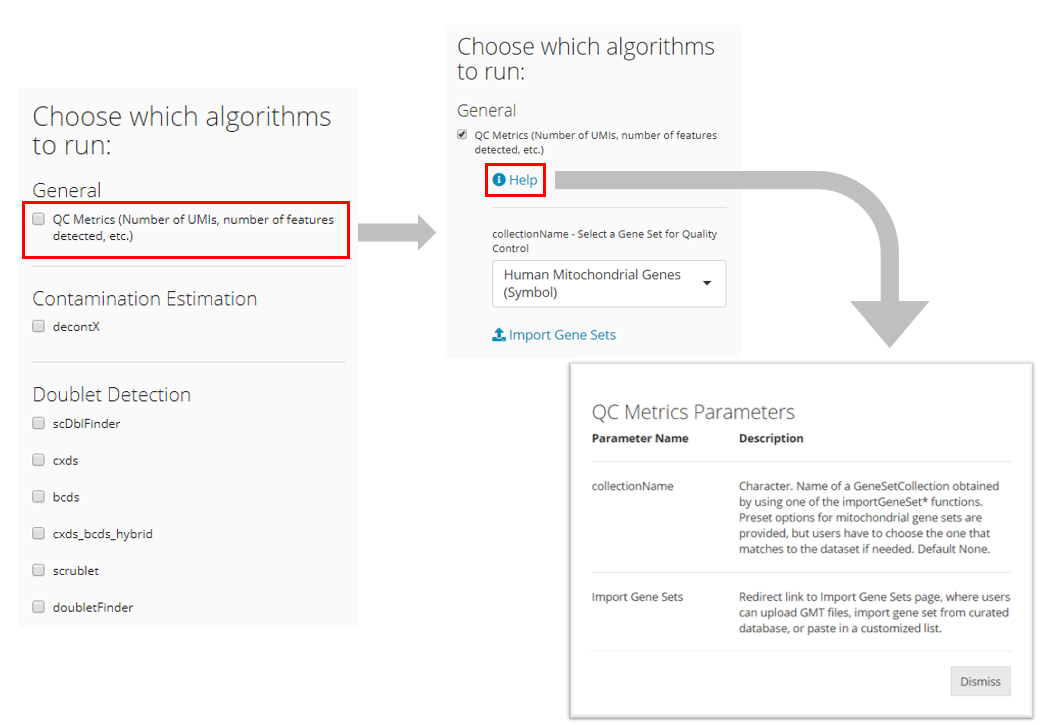 Choose which algorithms
to run:
General
QC Metrics (Number of UMIs, number of features
detected, etc.)
Contamination Estimation
decontX
Doublet Detection
scDblFinder
cxds
bcds
cxds_bcds_hybrid
scrublet
doubletFinder
Choose which algorithms
to run:
General
QC Metrics (Number of UMIs, number of features
detected, etc.)
Help
collectionName - Select a Gene Set for Quality
Control
Human Mitochondrial Genes
(Symbol)
Import Gene Sets
QC Metrics Parameters
Parameter Name Description
collectionName Character. Name of a GeneSetCollection obtained
by using one of the importGeneSet* functions.
Preset options for mitochondrial gene sets are
provided, but users have to choose the one that
matches to the dataset if needed. Default None.
Import Gene Sets Redirect link to Import Gene Sets page, where users
can upload GMT files, import gene set from curated
database, or paste in a customized list.
Dismiss